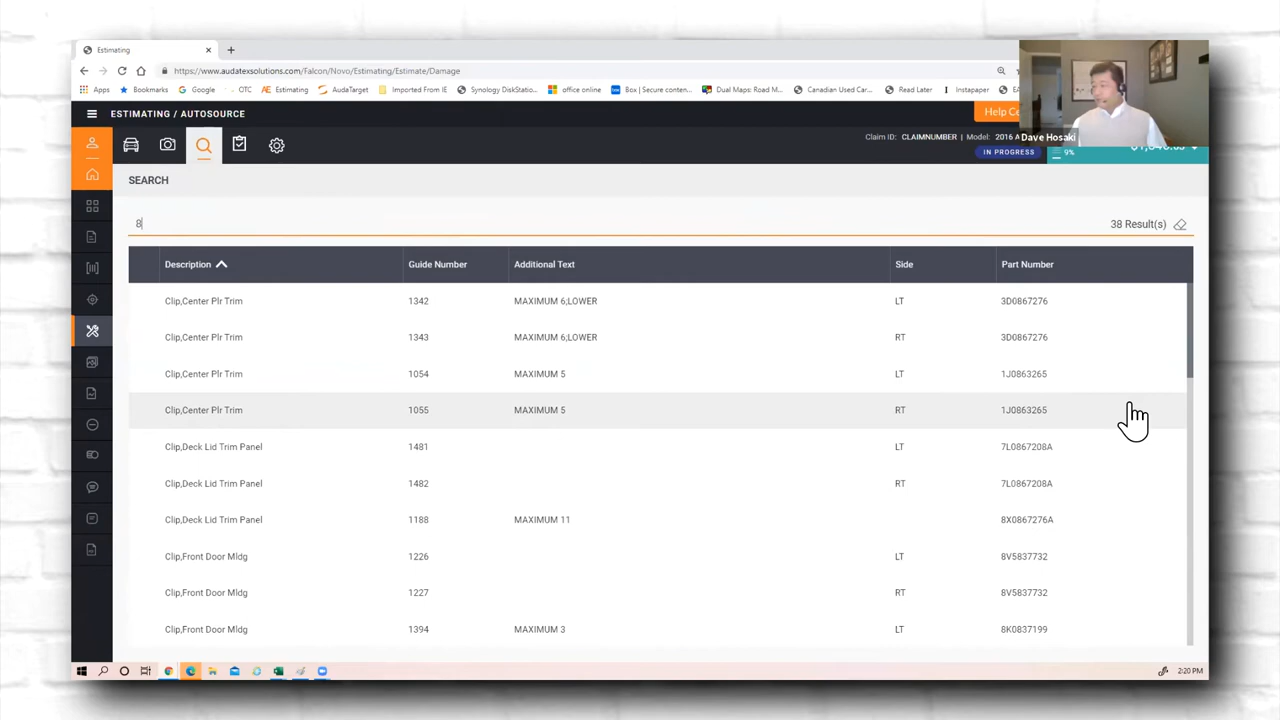 Estimating
https://www.audatexsolutions.com/Falcon/Novo/Estimating/Estimate/Damage
Apps Bookmarks Google OTC Estimating AudaTarget Imported From IE Synology DiskStatio... office online Box | Secure conten... Dual Maps: Road M... Canadian Used Car... Read Later Instapaper
ESTIMATING / AUTOSOURCE
Help Ce
Claim ID: CLAIMNUMBER | Model: 2016 A
Dave Hosaki
IN PROGRESS
9%
SEARCH
8
38 Result(s)
Description Guide Number Additional Text Side Part Number
Clip,Center Plr Trim 1342 MAXIMUM 6;LOWER LT 3D0867276
Clip,Center Plr Trim 1343 MAXIMUM 6;LOWER RT 3D0867276
Clip,Center Plr Trim 1054 MAXIMUM 5 LT 1J0863265
Clip,Center Plr Trim 1055 MAXIMUM 5 RT 1J0863265
Clip,Deck Lid Trim Panel 1481 LT 7L0867208A
Clip,Deck Lid Trim Panel 1482 RT 7L0867208A
Clip,Deck Lid Trim Panel 1188 MAXIMUM 11 8X0867276A
Clip,Front Door Mldg 1226 LT 8V5837732
Clip,Front Door Mldg 1227 RT 8V5837732
Clip,Front Door Mldg 1394 MAXIMUM 3 LT 8K0837199
2:20 PM